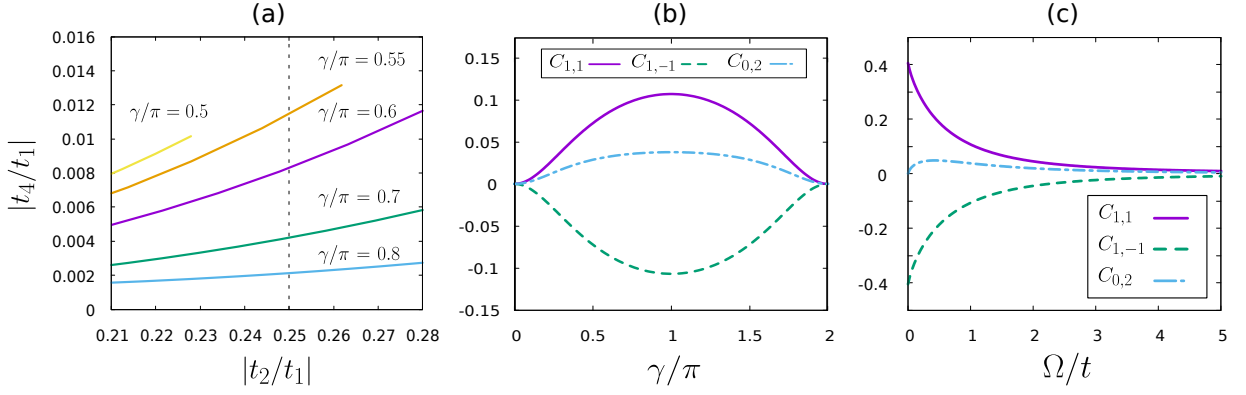 (a)
0.016
0.014
0.012
0.01
0.008
0.006
0.004
0.002
0
|t4/t1|
γ/π = 0.55
γ/π = 0.5
γ/π = 0.6
γ/π = 0.7
γ/π = 0.8
0.21 0.22 0.23 0.24 0.25 0.26 0.27 0.28
|t2/t1|
(b)
C1,1 C1,−1 C0,2
0.15
0.1
0.05
0
-0.05
-0.1
-0.15
0 0.5 1 1.5 2
γ/π
(c)
0.4
0.2
0
-0.2
-0.4
C1,1
C1,−1
C0,2
0 1 2 3 4 5
Ω/t